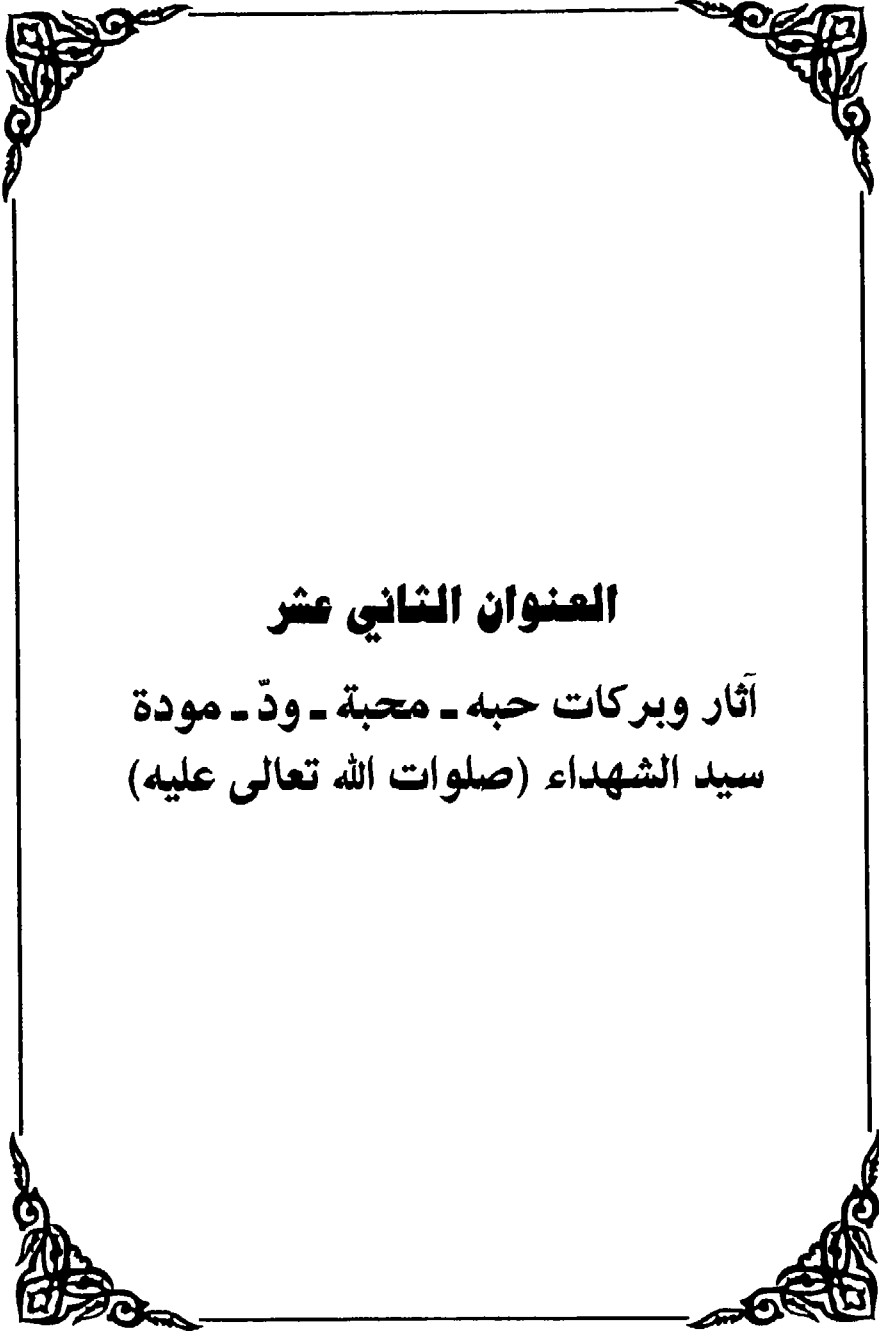 العنوان الثاني عشر
آثار وبركات حبه ـ محبة ـ ودّ ـ مودة
سيد الشهداء (صلوات الله تعالى عليه)